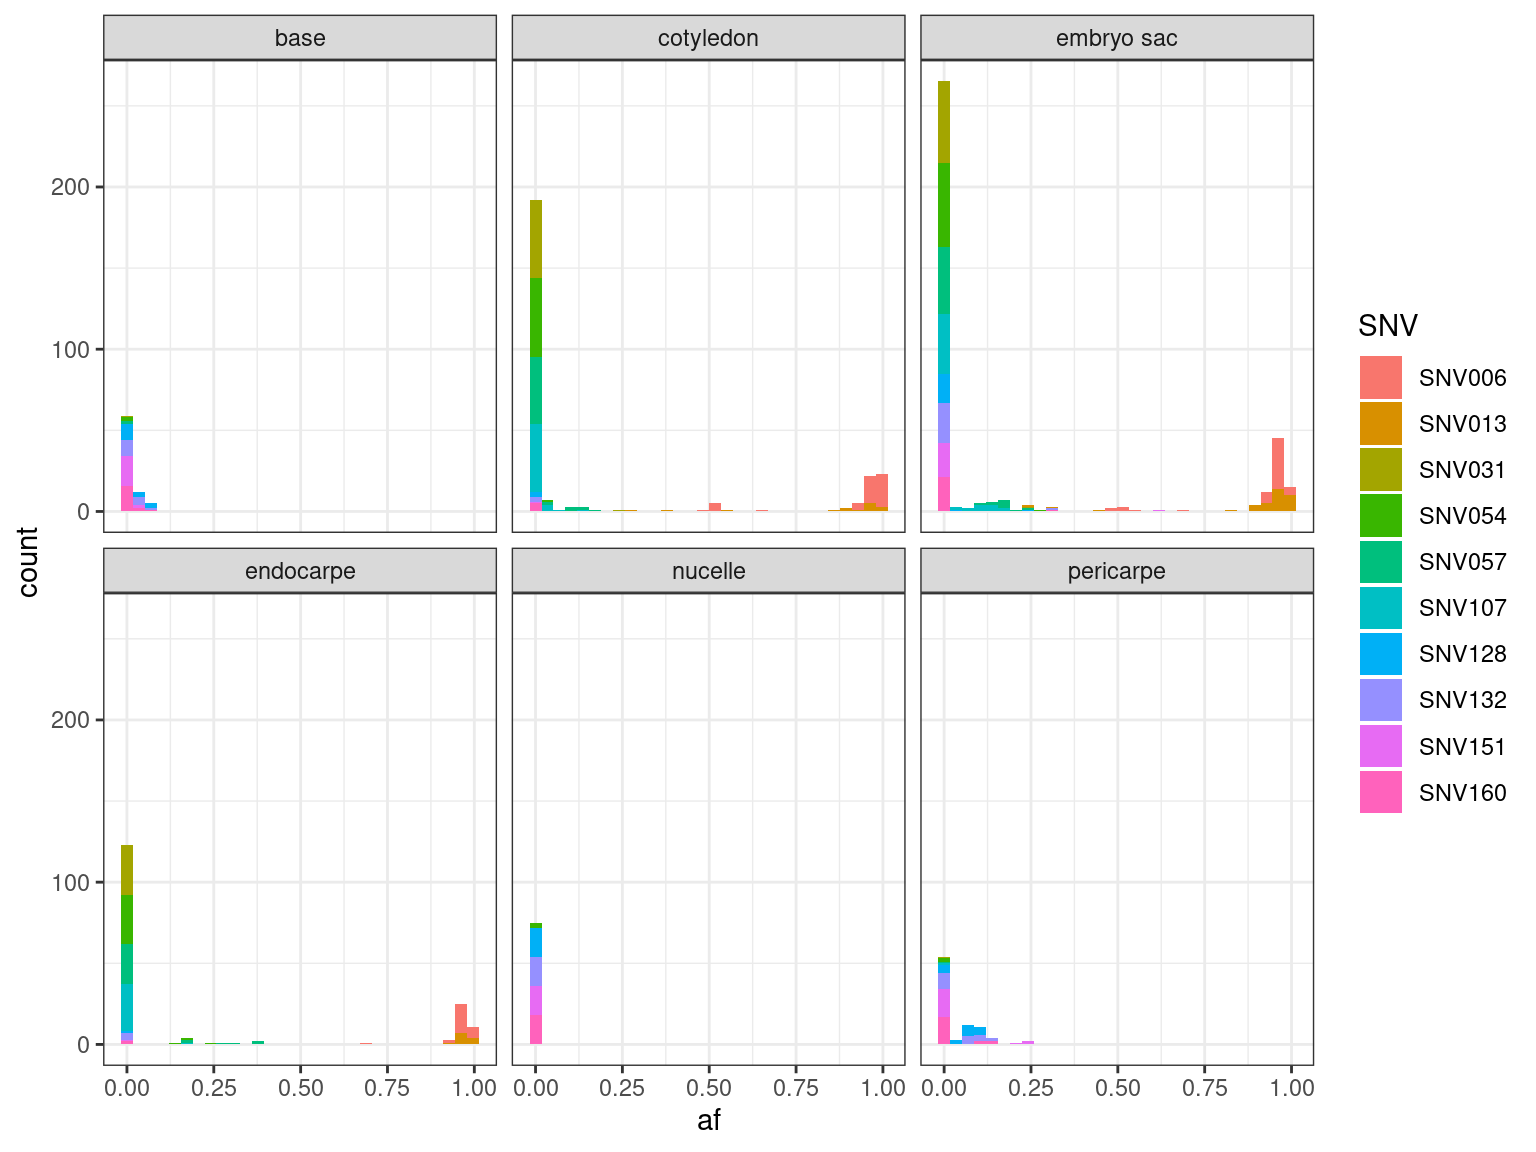 base
cotyledon
embryo sac
200
100
0
endocarpe
nucelle
pericarpe
200
100
0
0.00 0.25 0.50 0.75 1.00
0.00 0.25 0.50 0.75 1.00
0.00 0.25 0.50 0.75 1.00
af
count
SNV
SNV006
SNV013
SNV031
SNV054
SNV057
SNV107
SNV128
SNV132
SNV151
SNV160